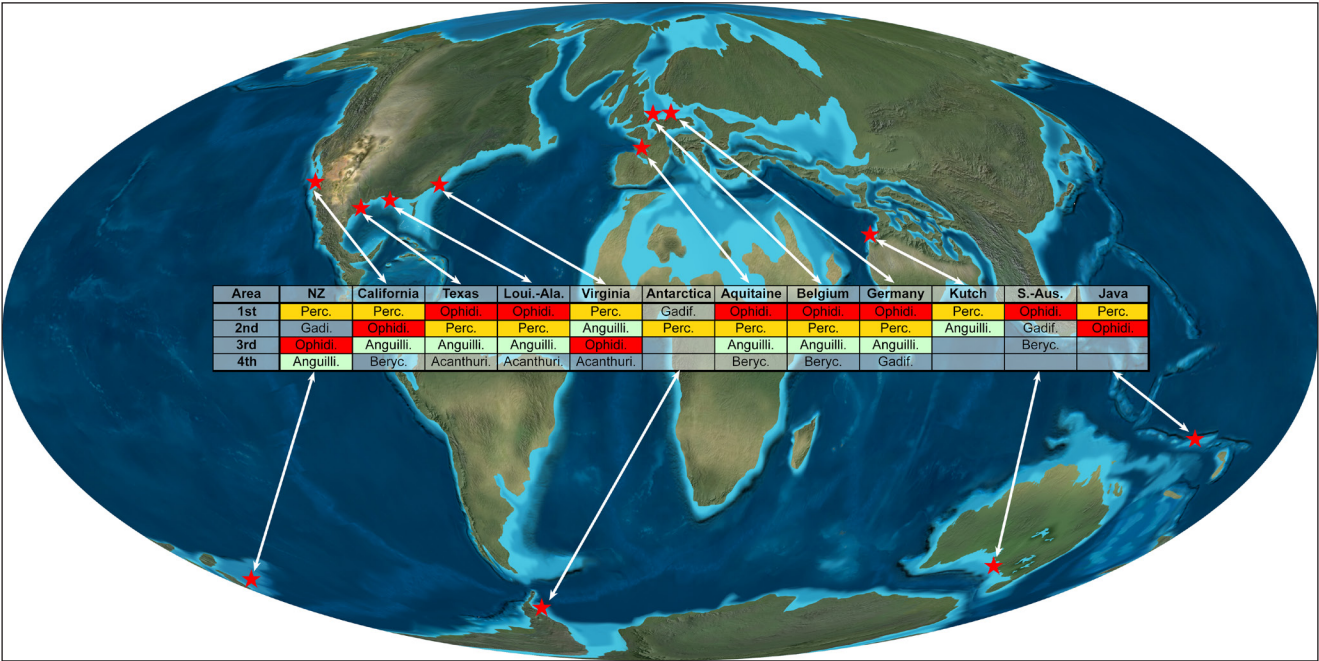 Area NZ California Texas Loui.-Ala. Virginia Antarctica Aquitaine Belgium Germany Kutch S.-Aus. Java
1st Perc. Perc. Ophidi. Ophidi. Perc. Gadif. Ophidi. Ophidi. Ophidi. Perc. Ophidi. Perc.
2nd Gadi. Ophidi. Perc. Perc. Anguilli. Perc. Perc. Perc. Perc. Anguilli. Gadif. Ophidi.
3rd Ophidi. Anguilli. Anguilli. Anguilli. Ophidi. Anguilli. Anguilli. Anguilli. Beryc.
4th Anguilli. Beryc. Acanthuri. Acanthuri. Acanthuri. Beryc. Beryc. Gadif.